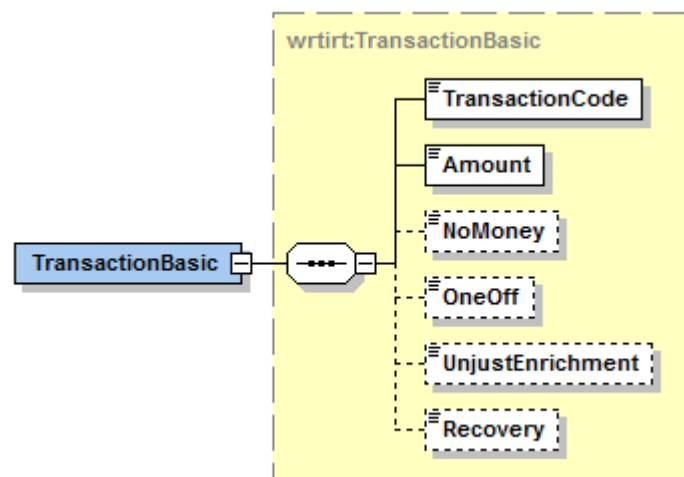 wrtirt:TransactionBasic
TransactionCode
Amount
NoMoney
TransactionBasic
OneOff
UnjustEnrichment
Recovery